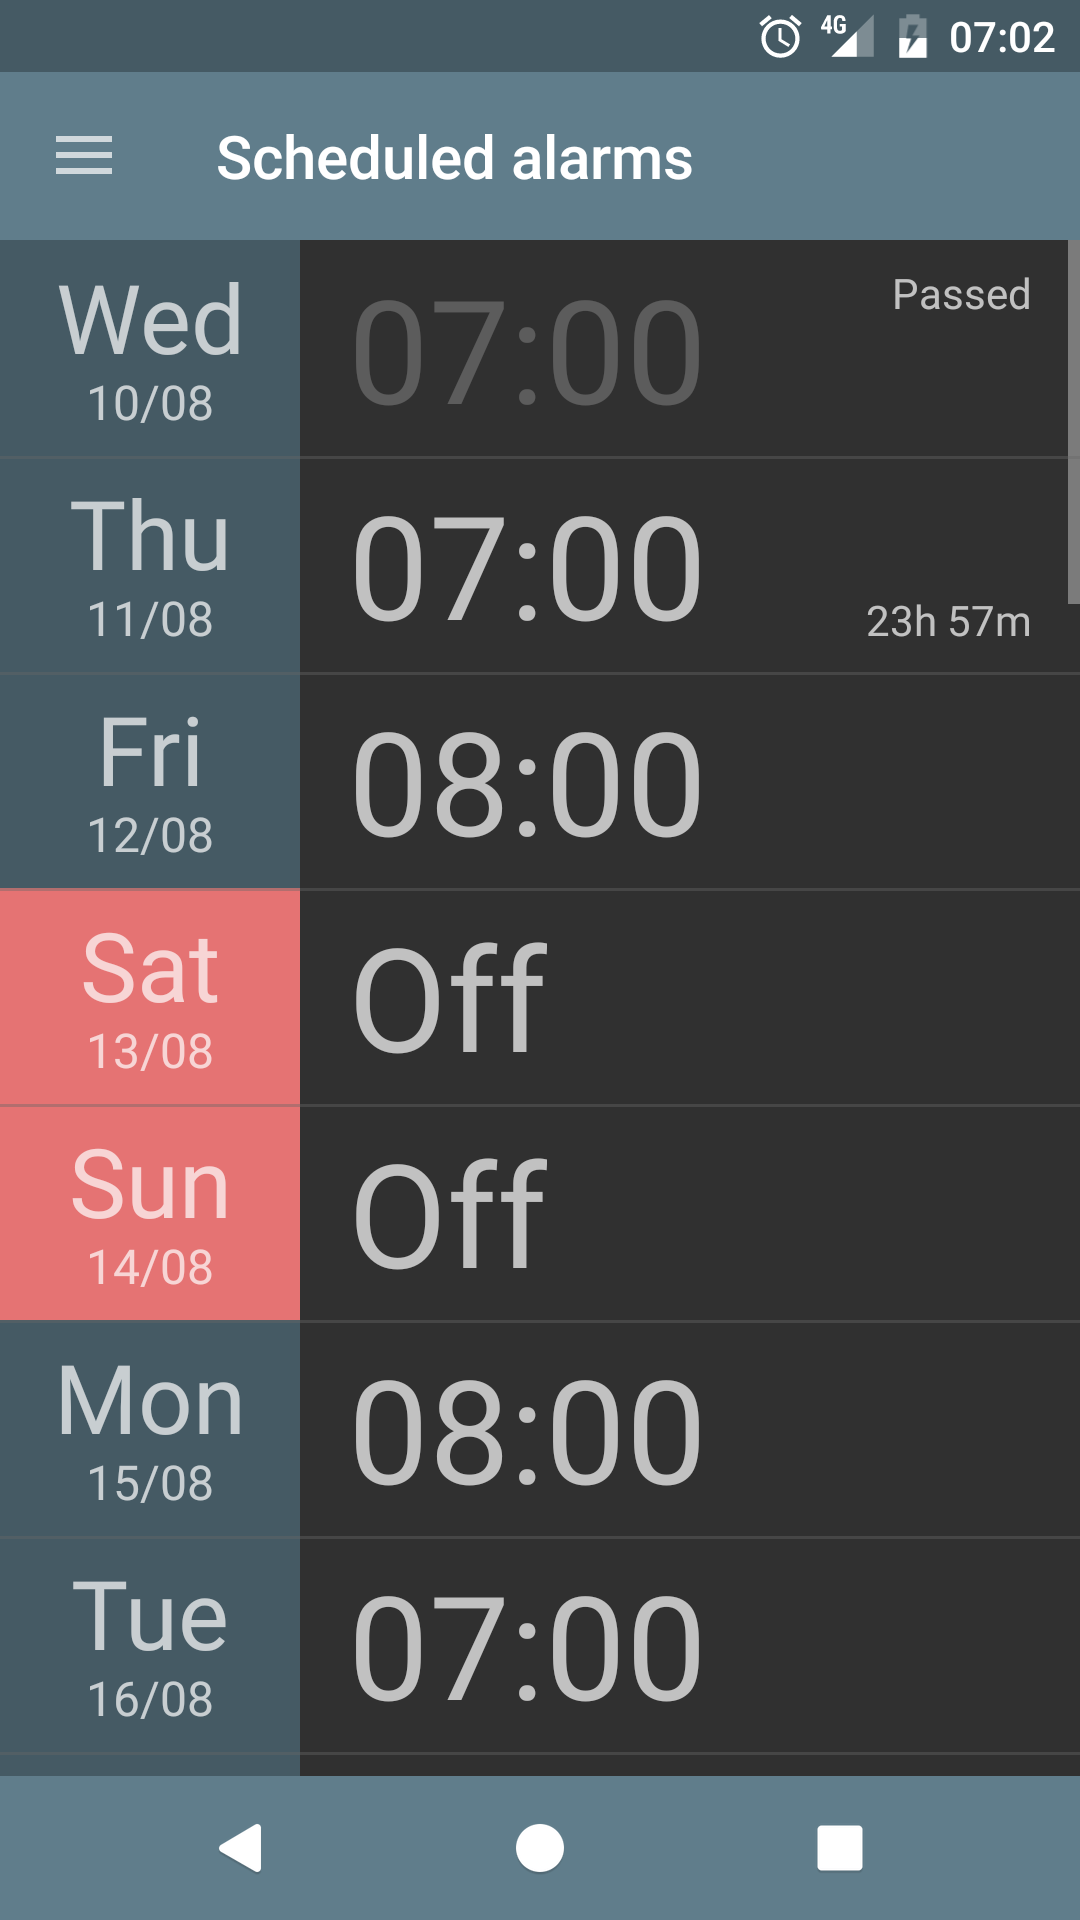 4G 07:02
Scheduled alarms
Wed
10/08
07:00
Passed
Thu
11/08
07:00
23h 57m
Fri
12/08
08:00
Sat
13/08
Off
Sun
14/08
Off
Mon
15/08
08:00
Tue
16/08
07:00